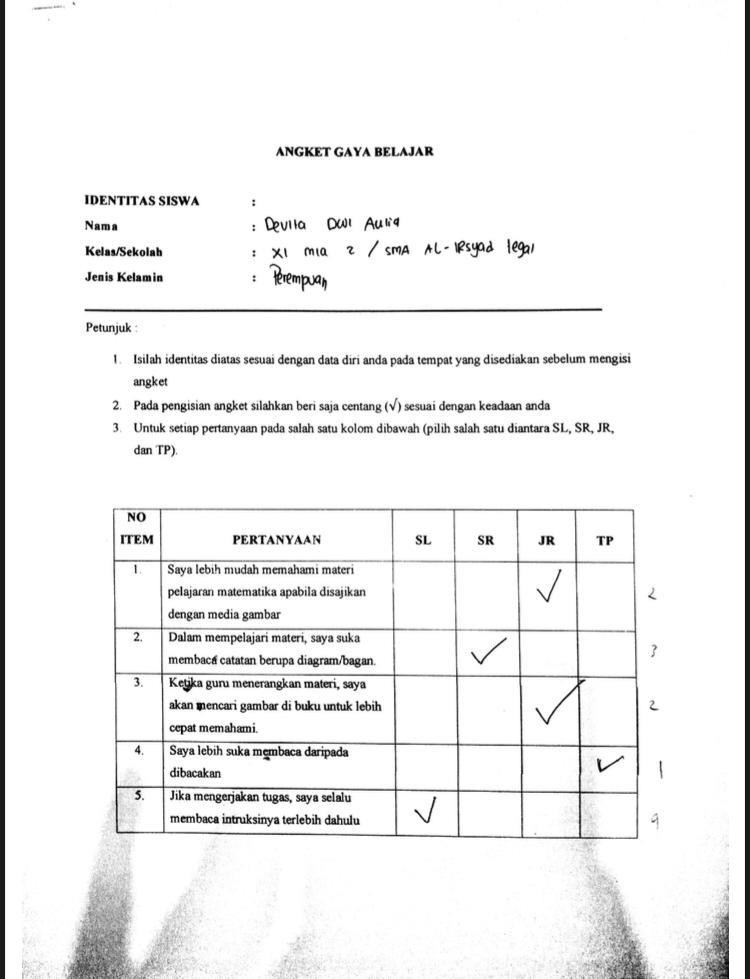 ANGKET GAYA BELAJAR
IDENTITAS SISWA :
Nama : Devita Dwi Aulia
Kelas/Sekolah : XI mia 2 / SMA AL-IRsyad Tegal
Jenis Kelamin : Perempuan
Petunjuk :
1. Isilah identitas diatas sesuai dengan data diri anda pada tempat yang disediakan sebelum mengisi
angket
2. Pada pengisian angket silahkan beri saja centang (√) sesuai dengan keadaan anda
3. Untuk setiap pertanyaan pada salah satu kolom dibawah (pilih salah satu diantara SL, SR, JR,
dan TP).
NO
ITEM PERTANYAAN SL SR JR TP
1. Saya lebih mudah memahami materi
pelajaran matematika apabila disajikan ✓ 2
dengan media gambar
2. Dalam mempelajari materi, saya suka
membaca catatan berupa diagram/bagan. ✓ 3
3. Ketika guru menerangkan materi, saya
akan mencari gambar di buku untuk lebih ✓ 2
cepat memahami.
4. Saya lebih suka membaca daripada
dibacakan ✓ 1
5. Jika mengerjakan tugas, saya selalu
membaca intruksinya terlebih dahulu ✓ 4